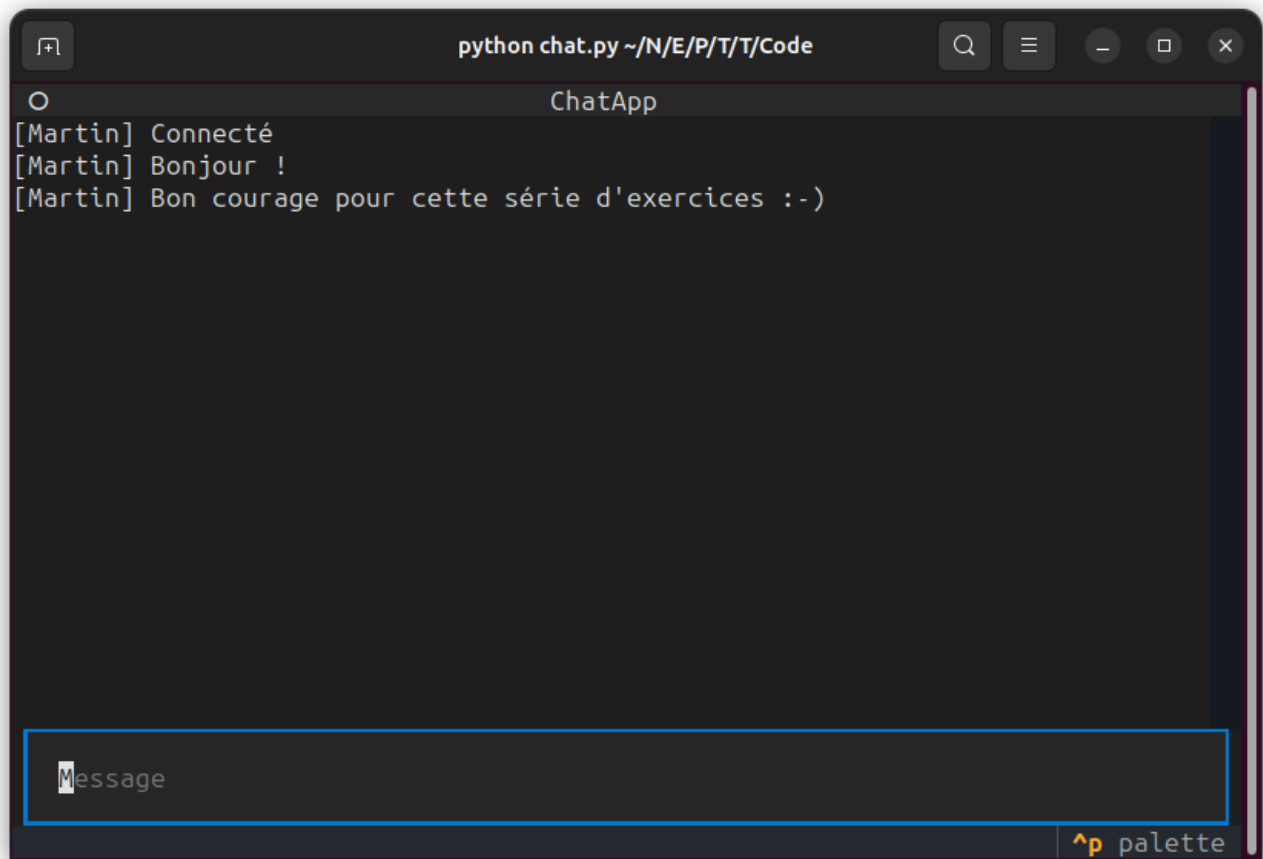 python chat.py ~/N/E/P/T/T/Code
ChatApp
[Martin] Connecté
[Martin] Bonjour !
[Martin] Bon courage pour cette série d'exercices :-)
Message
^p palette